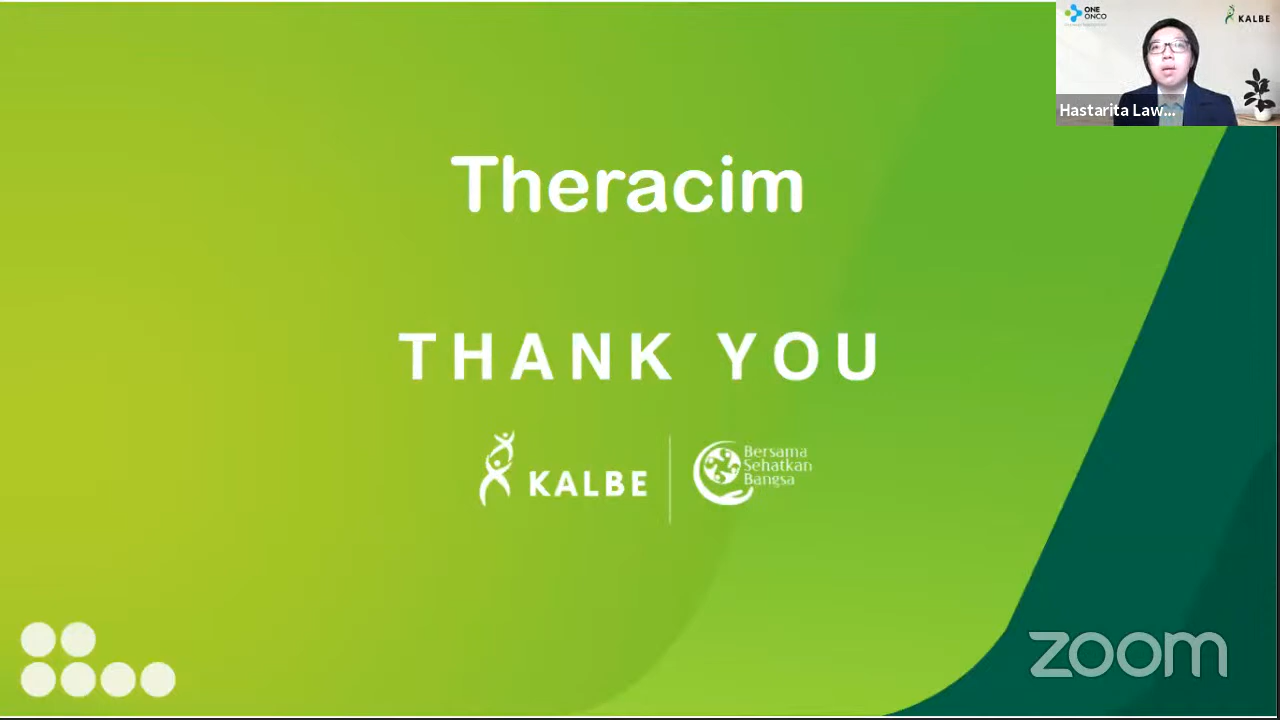 ONE
ONCO
KALBE
Hastarita Law...
Theracim
THANK YOU
KALBE
Bersama
Sehatkan
Bangsa
zoom